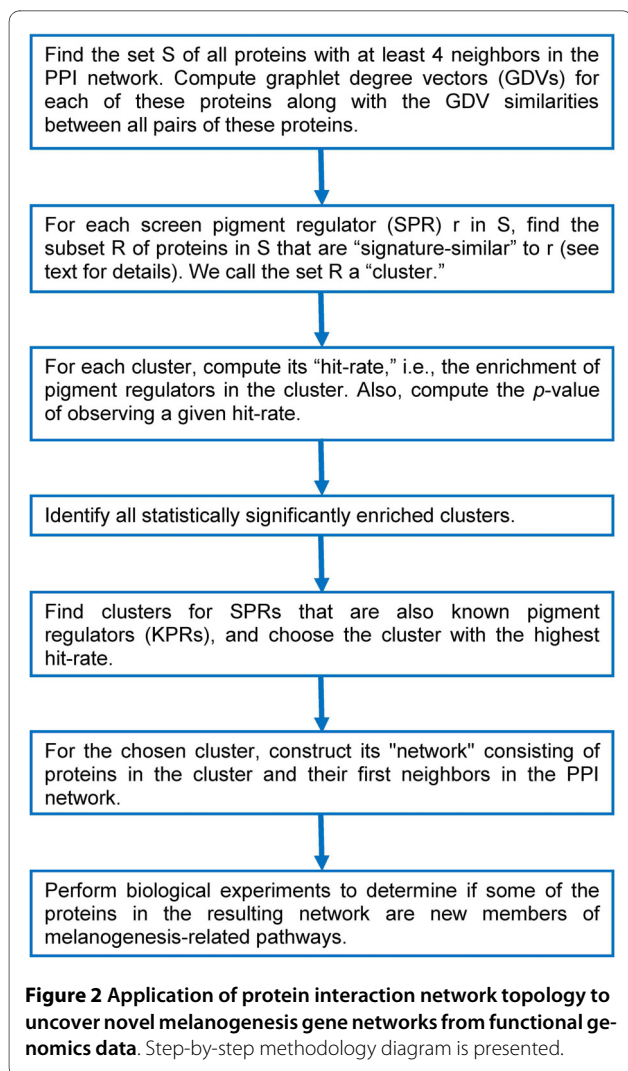 Find the set S of all proteins with at least 4 neighbors in the
PPI network. Compute graphlet degree vectors (GDVs) for
each of these proteins along with the GDV similarities
between all pairs of these proteins.
For each screen pigment regulator (SPR) r in S, find the
subset R of proteins in S that are “signature-similar” to r (see
text for details). We call the set R a “cluster.”
For each cluster, compute its “hit-rate,” i.e., the enrichment of
pigment regulators in the cluster. Also, compute the p-value
of observing a given hit-rate.
Identify all statistically significantly enriched clusters.
Find clusters for SPRs that are also known pigment
regulators (KPRs), and choose the cluster with the highest
hit-rate.
For the chosen cluster, construct its "network" consisting of
proteins in the cluster and their first neighbors in the PPI
network.
Perform biological experiments to determine if some of the
proteins in the resulting network are new members of
melanogenesis-related pathways.
Figure 2 Application of protein interaction network topology to
uncover novel melanogenesis gene networks from functional ge-
nomics data. Step-by-step methodology diagram is presented.